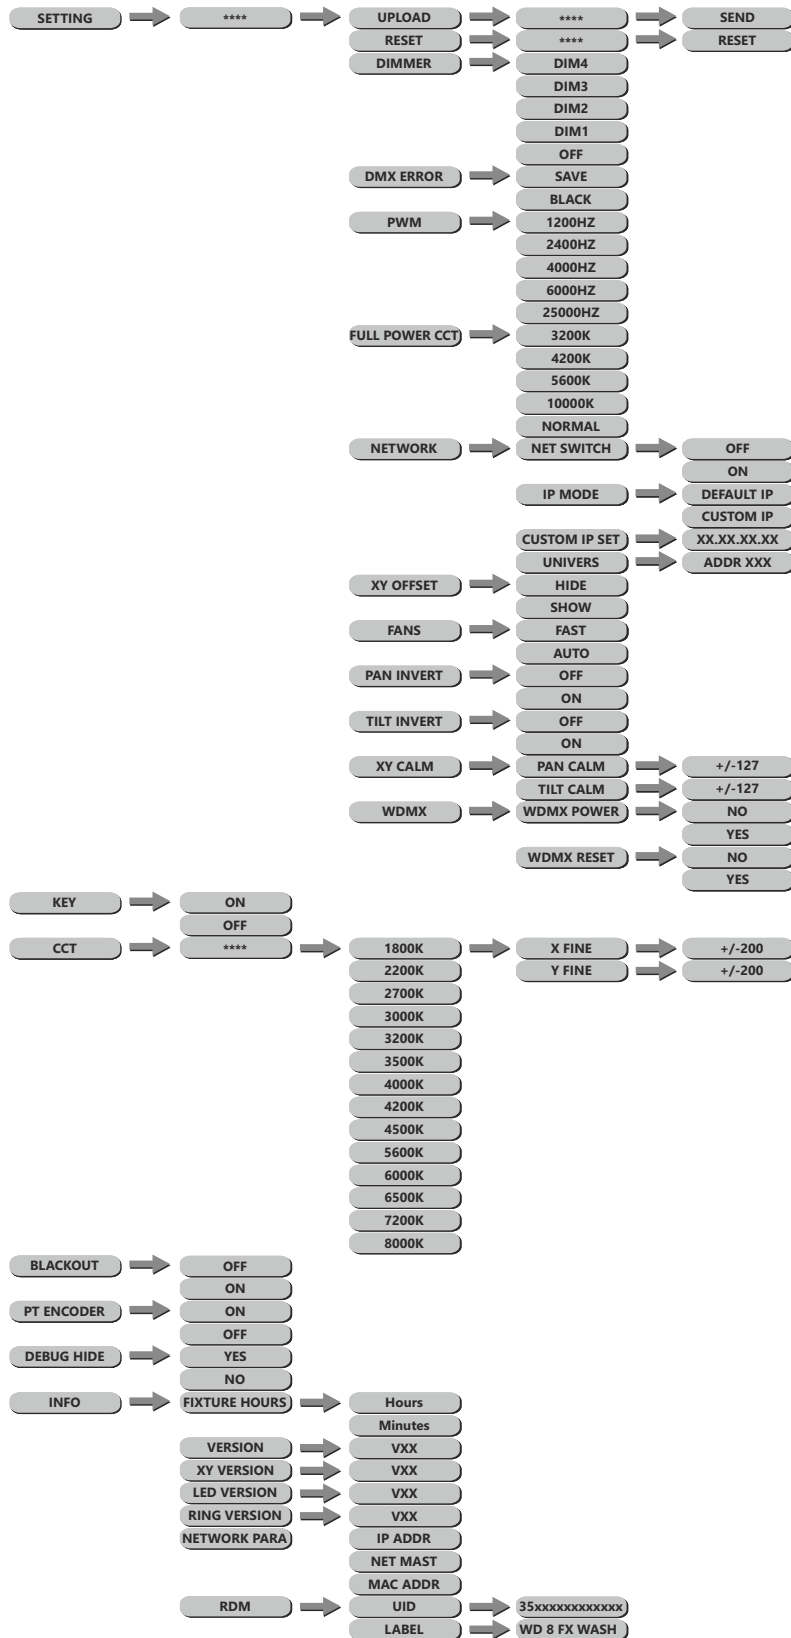 SETTING **** UPLOAD **** SEND
RESET **** RESET
DIMMER DIM4
DIM3
DIM2
DIM1
OFF
DMX ERROR SAVE
BLACK
PWM 1200HZ
2400HZ
4000HZ
6000HZ
25000HZ
FULL POWER CCT 3200K
4200K
5600K
10000K
NORMAL
NETWORK NET SWITCH OFF
ON
IP MODE DEFAULT IP
CUSTOM IP
CUSTOM IP SET XX.XX.XX.XX
UNIVERS ADDR XXX
XY OFFSET HIDE
SHOW
FANS FAST
AUTO
PAN INVERT OFF
ON
TILT INVERT OFF
ON
XY CALM PAN CALM +/-127
TILT CALM +/-127
WDMX WDMX POWER NO
YES
WDMX RESET NO
YES
KEY ON
OFF
CCT **** 1800K X FINE +/-200
2200K Y FINE +/-200
2700K
3000K
3200K
3500K
4000K
4200K
4500K
5600K
6000K
6500K
7200K
8000K
BLACKOUT OFF
ON
PT ENCODER ON
OFF
DEBUG HIDE YES
NO
INFO FIXTURE HOURS Hours
Minutes
VERSION VXX
XY VERSION VXX
LED VERSION VXX
RING VERSION VXX
NETWORK PARA IP ADDR
NET MAST
MAC ADDR
RDM UID 35xxxxxxxxxxxx
LABEL WD 8 FX WASH